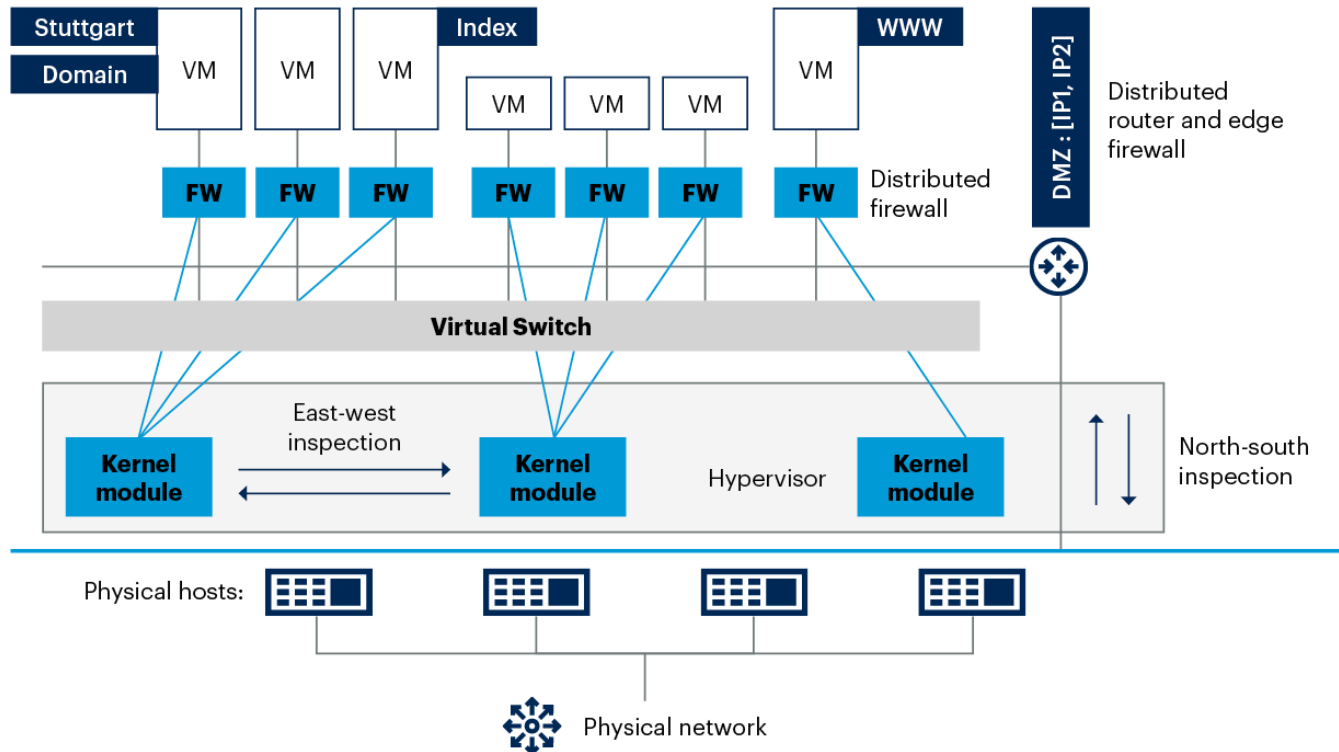 Stuttgart
Domain
VM
VM
VM
Index
VM
VM
VM
VM
WWW
DMZ : [IP1, IP2]
Distributed
router and edge
firewall
FW
FW
FW
FW
FW
FW
FW
Distributed
firewall
Virtual Switch
East-west
inspection
Kernel
module
Kernel
module
Hypervisor
Kernel
module
North-south
inspection
Physical hosts:
Physical network